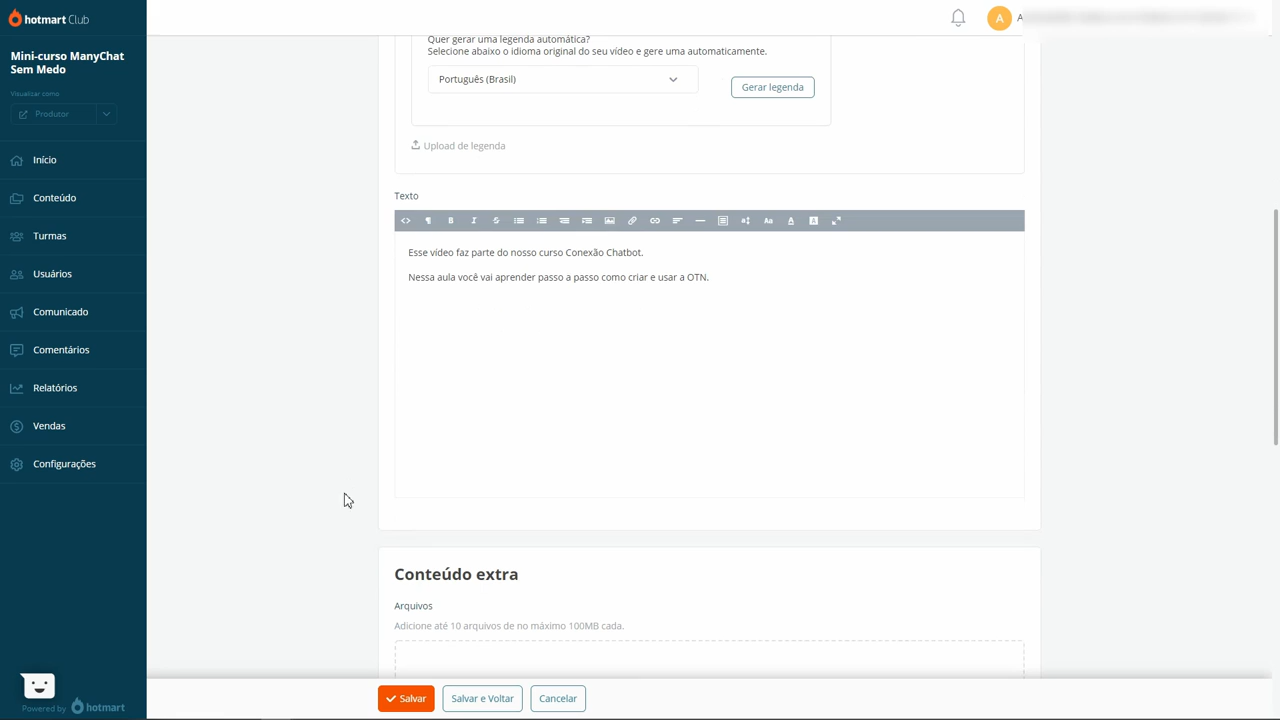 hotmart Club
A
A
Mini-curso ManyChat
Sem Medo
Visualizar como
Produtor
Início
Conteúdo
Turmas
Usuários
Comunicado
Comentários
Relatórios
Vendas
Configurações
Powered by hotmart
Quer gerar uma legenda automática?
Selecione abaixo o idioma original do seu vídeo e gere uma automaticamente.
Português (Brasil)
Gerar legenda
Upload de legenda
Texto
Esse vídeo faz parte do nosso curso Conexão Chatbot.
Nessa aula você vai aprender passo a passo como criar e usar a OTN.
Conteúdo extra
Arquivos
Adicione até 10 arquivos de no máximo 100MB cada.
Salvar
Salvar e Voltar
Cancelar